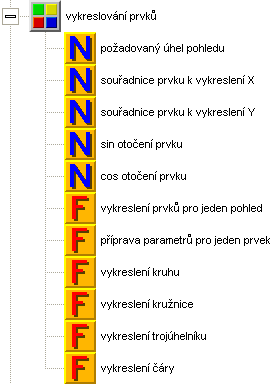 vykreslování prvků
N požadovaný úhel pohledu
N souřadnice prvku k vykreslení X
N souřadnice prvku k vykreslení Y
N sin otočení prvku
N cos otočení prvku
F vykreslení prvků pro jeden pohled
F příprava parametrů pro jeden prvek
F vykreslení kruhu
F vykreslení kružnice
F vykreslení trojúhelníku
F vykreslení čáry